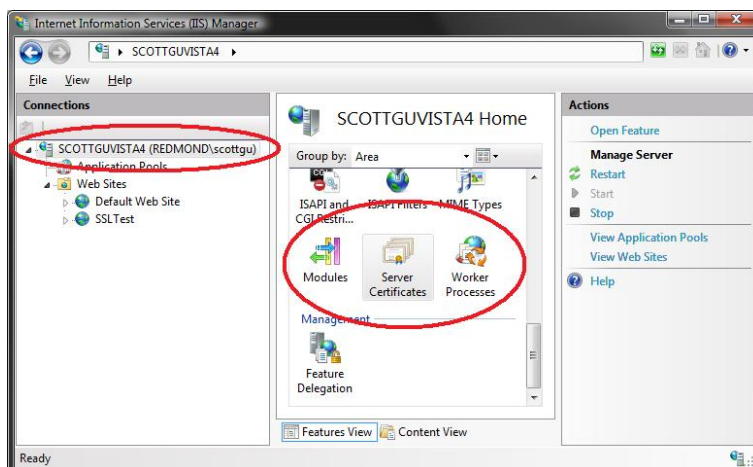 Internet Information Services (IIS) Manager
SCOTTGUVISTA4
File View Help
Connections
SCOTTGUVISTA4 (REDMOND\scottgu)
Application Pools
Web Sites
Default Web Site
SSLTest
SCOTTGUVISTA4 Home
Group by: Area
ISAPI and ISAPI Filters MIME Types
CGI Restri...
Modules Server Worker
Certificates Processes
Management
Feature
Delegation
Features View Content View
Actions
Open Feature
Manage Server
Restart
Start
Stop
View Application Pools
View Web Sites
Help
Ready